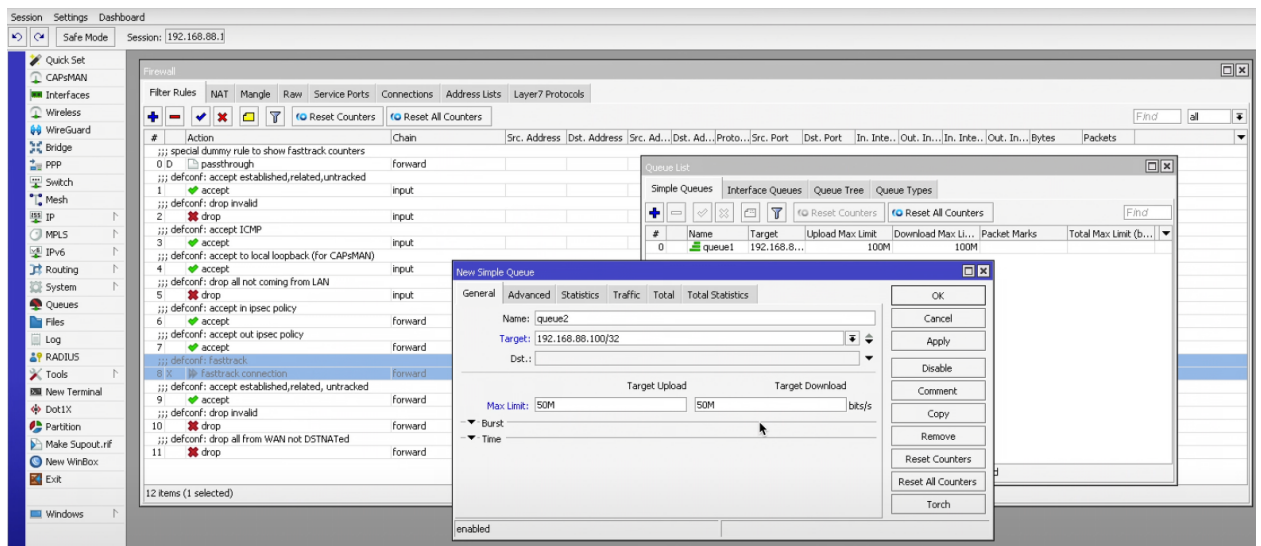 Session Settings Dashboard
Safe Mode Session: 192.168.88.1
Quick Set
CAPsMAN
Interfaces
Wireless
WireGuard
Bridge
PPP
Switch
Mesh
IP
MPLS
IPv6
Routing
System
Queues
Files
Log
RADIUS
Tools
New Terminal
Dot1X
Partition
Make Supout.rif
New WinBox
Exit
Windows
Firewall
Filter Rules NAT Mangle Raw Service Ports Connections Address Lists Layer7 Protocols
Reset Counters Reset All Counters Find all
# Action Chain Src. Address Dst. Address Src. Ad... Dst. Ad... Proto... Src. Port Dst. Port In. Inte... Out. In... In. Inte... Out. In... Bytes Packets
;;; special dummy rule to show fasttrack counters
0 D passthrough forward
;;; defconf: accept established,related,untracked
1 accept input
;;; defconf: drop invalid
2 drop input
;;; defconf: accept ICMP
3 accept input
;;; defconf: accept to local loopback (for CAPsMAN)
4 accept input
;;; defconf: drop all not coming from LAN
5 drop input
;;; defconf: accept in ipsec policy
6 accept forward
;;; defconf: accept out ipsec policy
7 accept forward
;;; defconf: fasttrack
8 X fasttrack connection forward
;;; defconf: accept established,related, untracked
9 accept forward
;;; defconf: drop invalid
10 drop forward
;;; defconf: drop all from WAN not DSTNATed
11 drop forward
12 items (1 selected)
Queue List
Simple Queues Interface Queues Queue Tree Queue Types
Reset Counters Reset All Counters Find
# Name Target Upload Max Limit Download Max Li... Packet Marks Total Max Limit (b...
0 queue1 192.168.8... 100M 100M
New Simple Queue
General Advanced Statistics Traffic Total Total Statistics
Name: queue2
Target: 192.168.88.100/32
Dst.:
Target Upload Target Download
Max Limit: 50M 50M bits/s
Burst
Time
OK
Cancel
Apply
Disable
Comment
Copy
Remove
Reset Counters
Reset All Counters
Torch
enabled